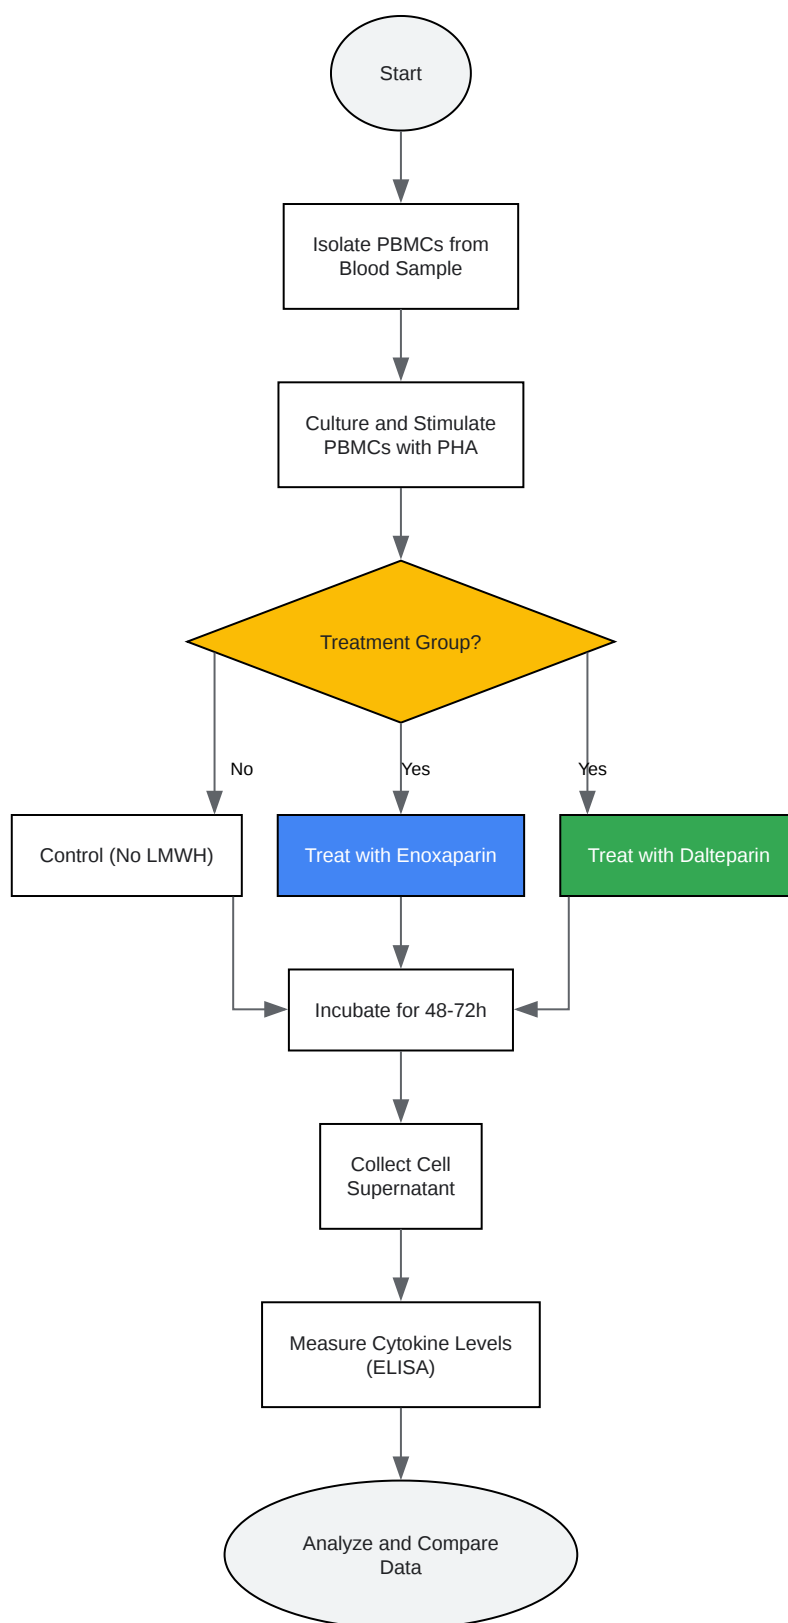 Start
Isolate PBMCs from
Blood Sample
Culture and Stimulate
PBMCs with PHA
Treatment Group?
No
Yes
Yes
Control (No LMWH)
Treat with Enoxaparin
Treat with Dalteparin
Incubate for 48-72h
Collect Cell
Supernatant
Measure Cytokine Levels
(ELISA)
Analyze and Compare
Data